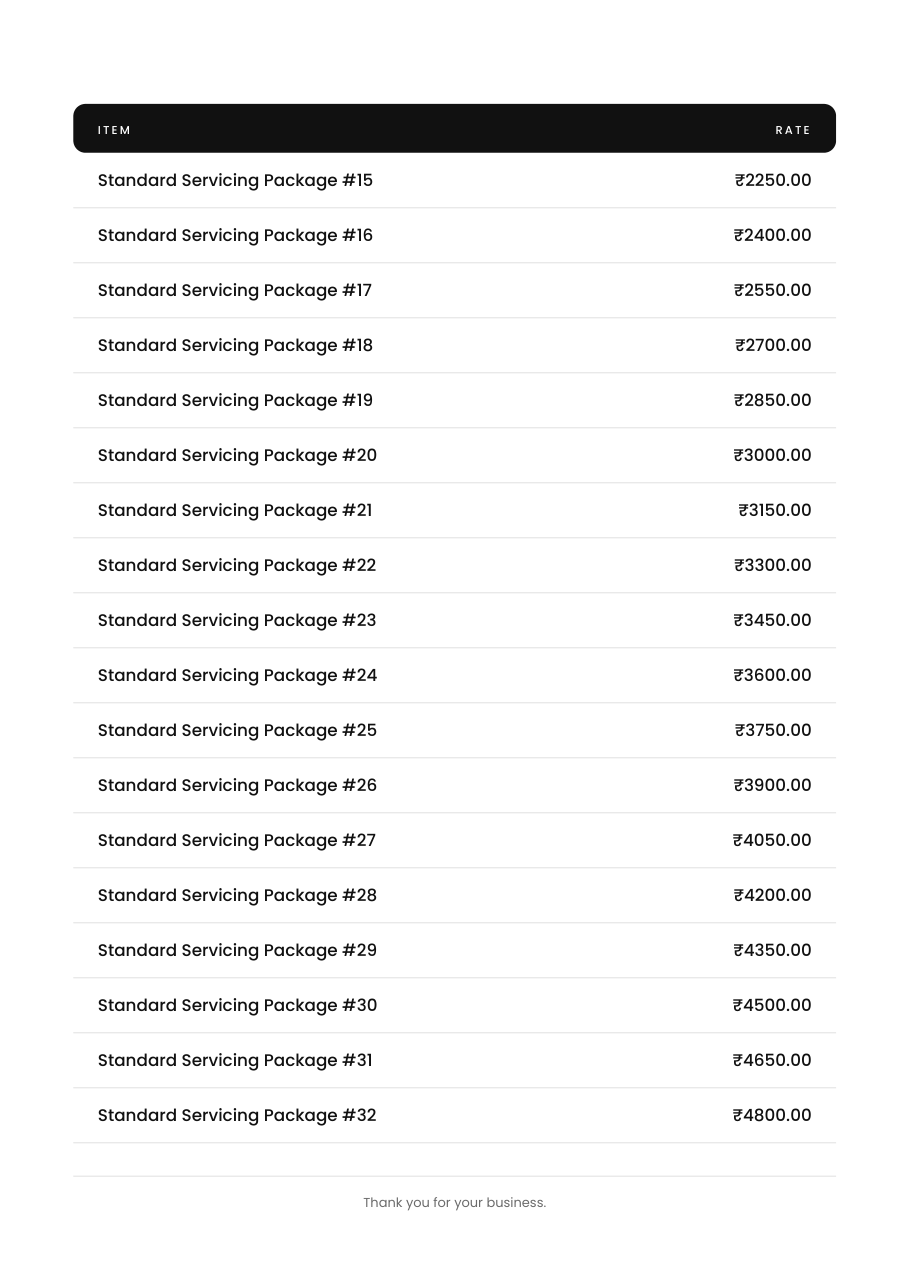 ITEM RATE
Standard Servicing Package #15 ₹2250.00
Standard Servicing Package #16 ₹2400.00
Standard Servicing Package #17 ₹2550.00
Standard Servicing Package #18 ₹2700.00
Standard Servicing Package #19 ₹2850.00
Standard Servicing Package #20 ₹3000.00
Standard Servicing Package #21 ₹3150.00
Standard Servicing Package #22 ₹3300.00
Standard Servicing Package #23 ₹3450.00
Standard Servicing Package #24 ₹3600.00
Standard Servicing Package #25 ₹3750.00
Standard Servicing Package #26 ₹3900.00
Standard Servicing Package #27 ₹4050.00
Standard Servicing Package #28 ₹4200.00
Standard Servicing Package #29 ₹4350.00
Standard Servicing Package #30 ₹4500.00
Standard Servicing Package #31 ₹4650.00
Standard Servicing Package #32 ₹4800.00
Thank you for your business.